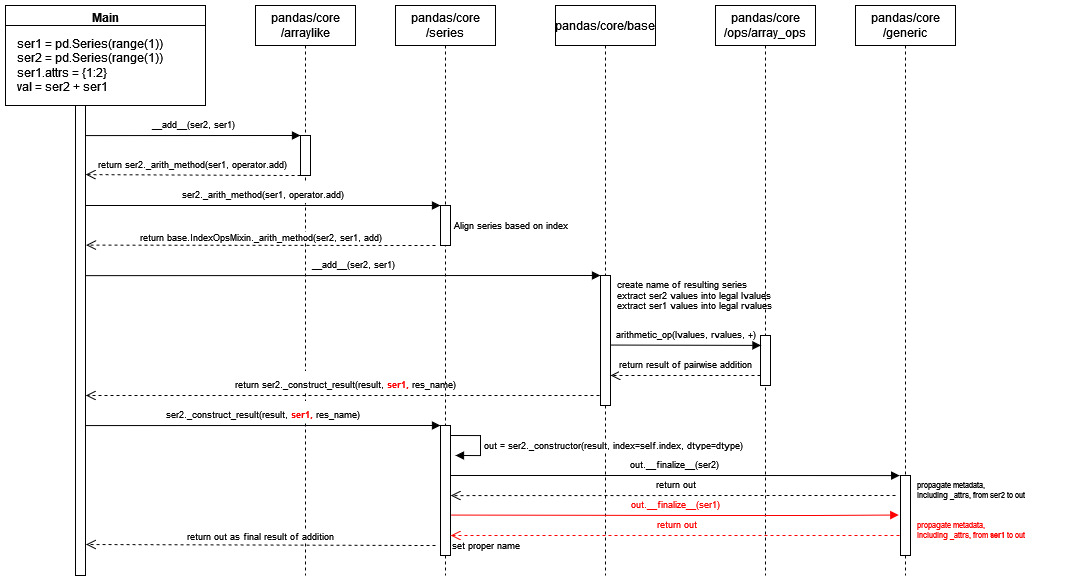 Main
ser1 = pd.Series(range(1))
ser2 = pd.Series(range(1))
ser1.attrs = {1:2}
val = ser2 + ser1
pandas/core
/arraylike
pandas/core
/series
pandas/core/base
pandas/core
/ops/array_ops
pandas/core
/generic
__add__(ser2, ser1)
return ser2._arith_method(ser1, operator.add)
ser2._arith_method(ser1, operator.add)
Align series based on index
return base.IndexOpsMixin._arith_method(ser2, ser1, add)
__add__(ser2, ser1)
create name of resulting series
extract ser2 values into legal lvalues
extract ser1 values into legal rvalues
arithmetic_op(lvalues, rvalues, +)
return result of pairwise addition
return ser2._construct_result(result, ser1, res_name)
ser2._construct_result(result, ser1, res_name)
out = ser2._constructor(result, index=self.index, dtype=dtype)
out.__finalize__(ser2)
return out
propagate metadata,
including _attrs, from ser2 to out
out.__finalize__(ser1)
return out
propagate metadata,
including _attrs, from ser1 to out
return out as final result of addition
set proper name